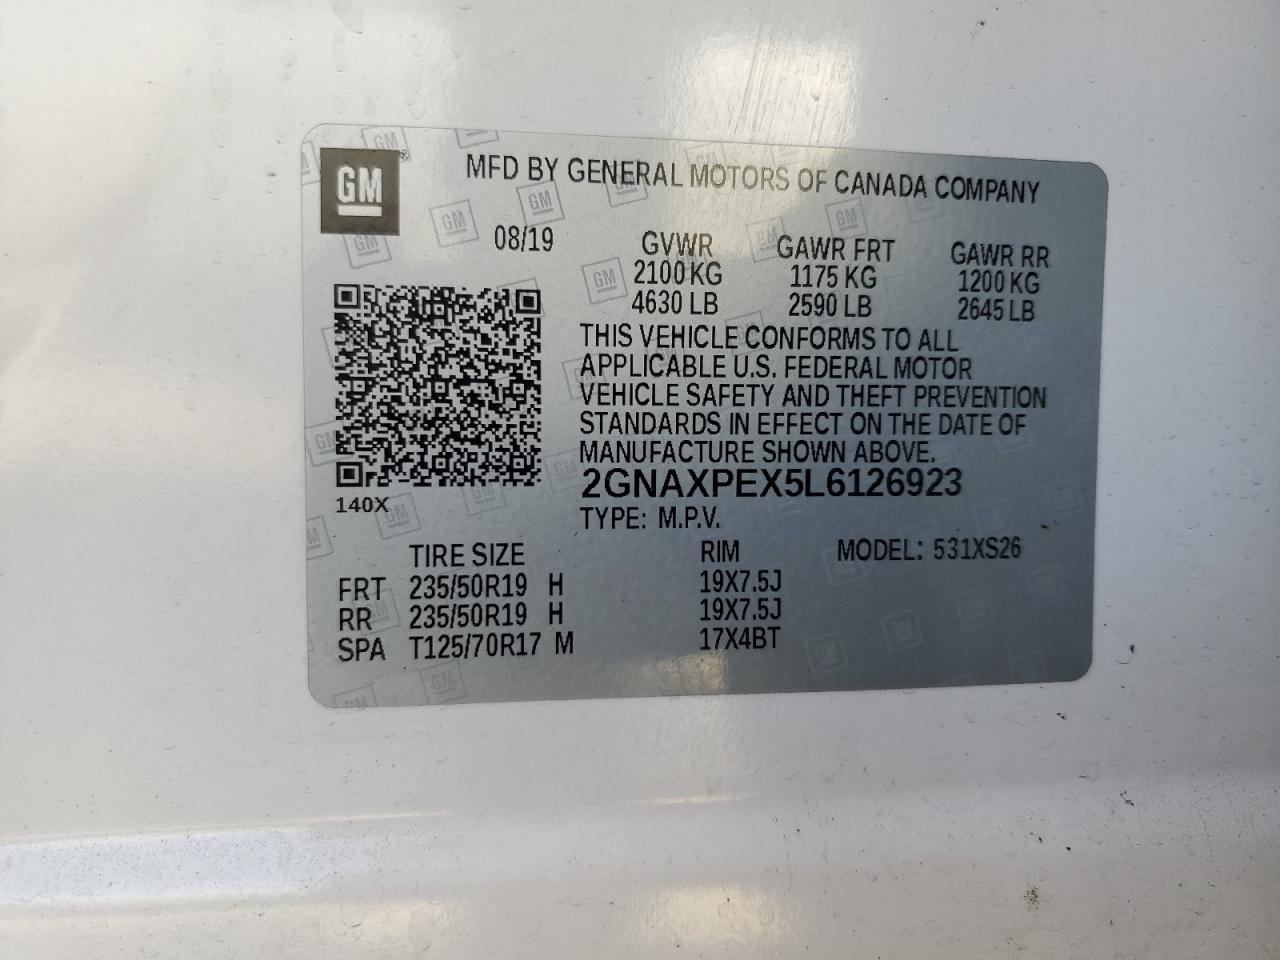 GM
MFD BY GENERAL MOTORS OF CANADA COMPANY
08/19 GVWR GAWR FRT GAWR RR
2100 KG 1175 KG 1200 KG
4630 LB 2590 LB 2645 LB
THIS VEHICLE CONFORMS TO ALL
APPLICABLE U.S. FEDERAL MOTOR
VEHICLE SAFETY AND THEFT PREVENTION
STANDARDS IN EFFECT ON THE DATE OF
MANUFACTURE SHOWN ABOVE.
2GNAXPEX5L6126923
140X
TYPE: M.P.V.
TIRE SIZE RIM MODEL: 531XS26
FRT 235/50R19 H 19X7.5J
RR 235/50R19 H 19X7.5J
SPA T125/70R17 M 17X4BT